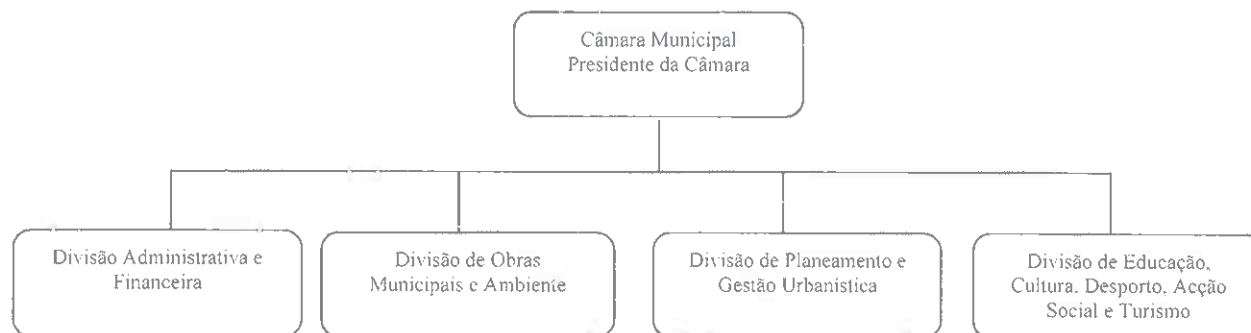 Câmara Municipal
Presidente da Câmara
Divisão Administrativa e
Financeira
Divisão de Obras
Municipais e Ambiente
Divisão de Planeamento e
Gestão Urbanística
Divisão de Educação,
Cultura, Desporto, Acção
Social e Turismo